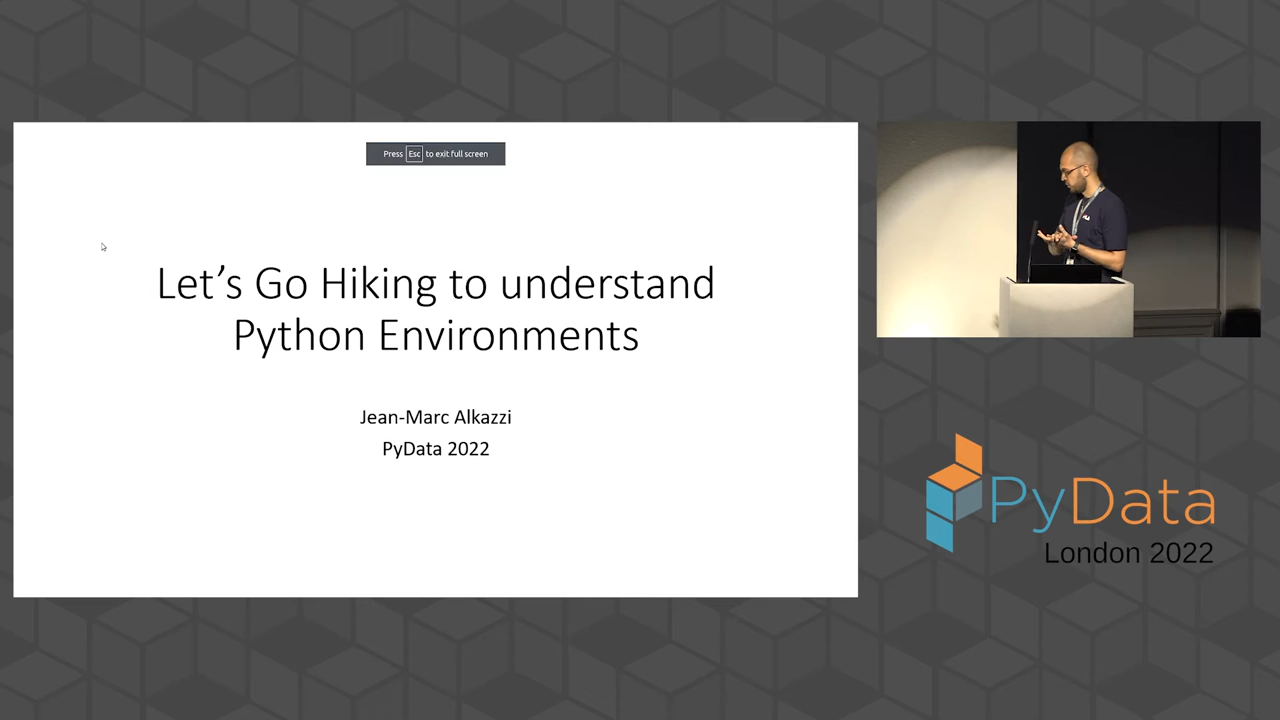 Press Esc to exit full screen
Let's Go Hiking to understand
Python Environments
Jean-Marc Alkazzi
PyData 2022
PyData
London 2022